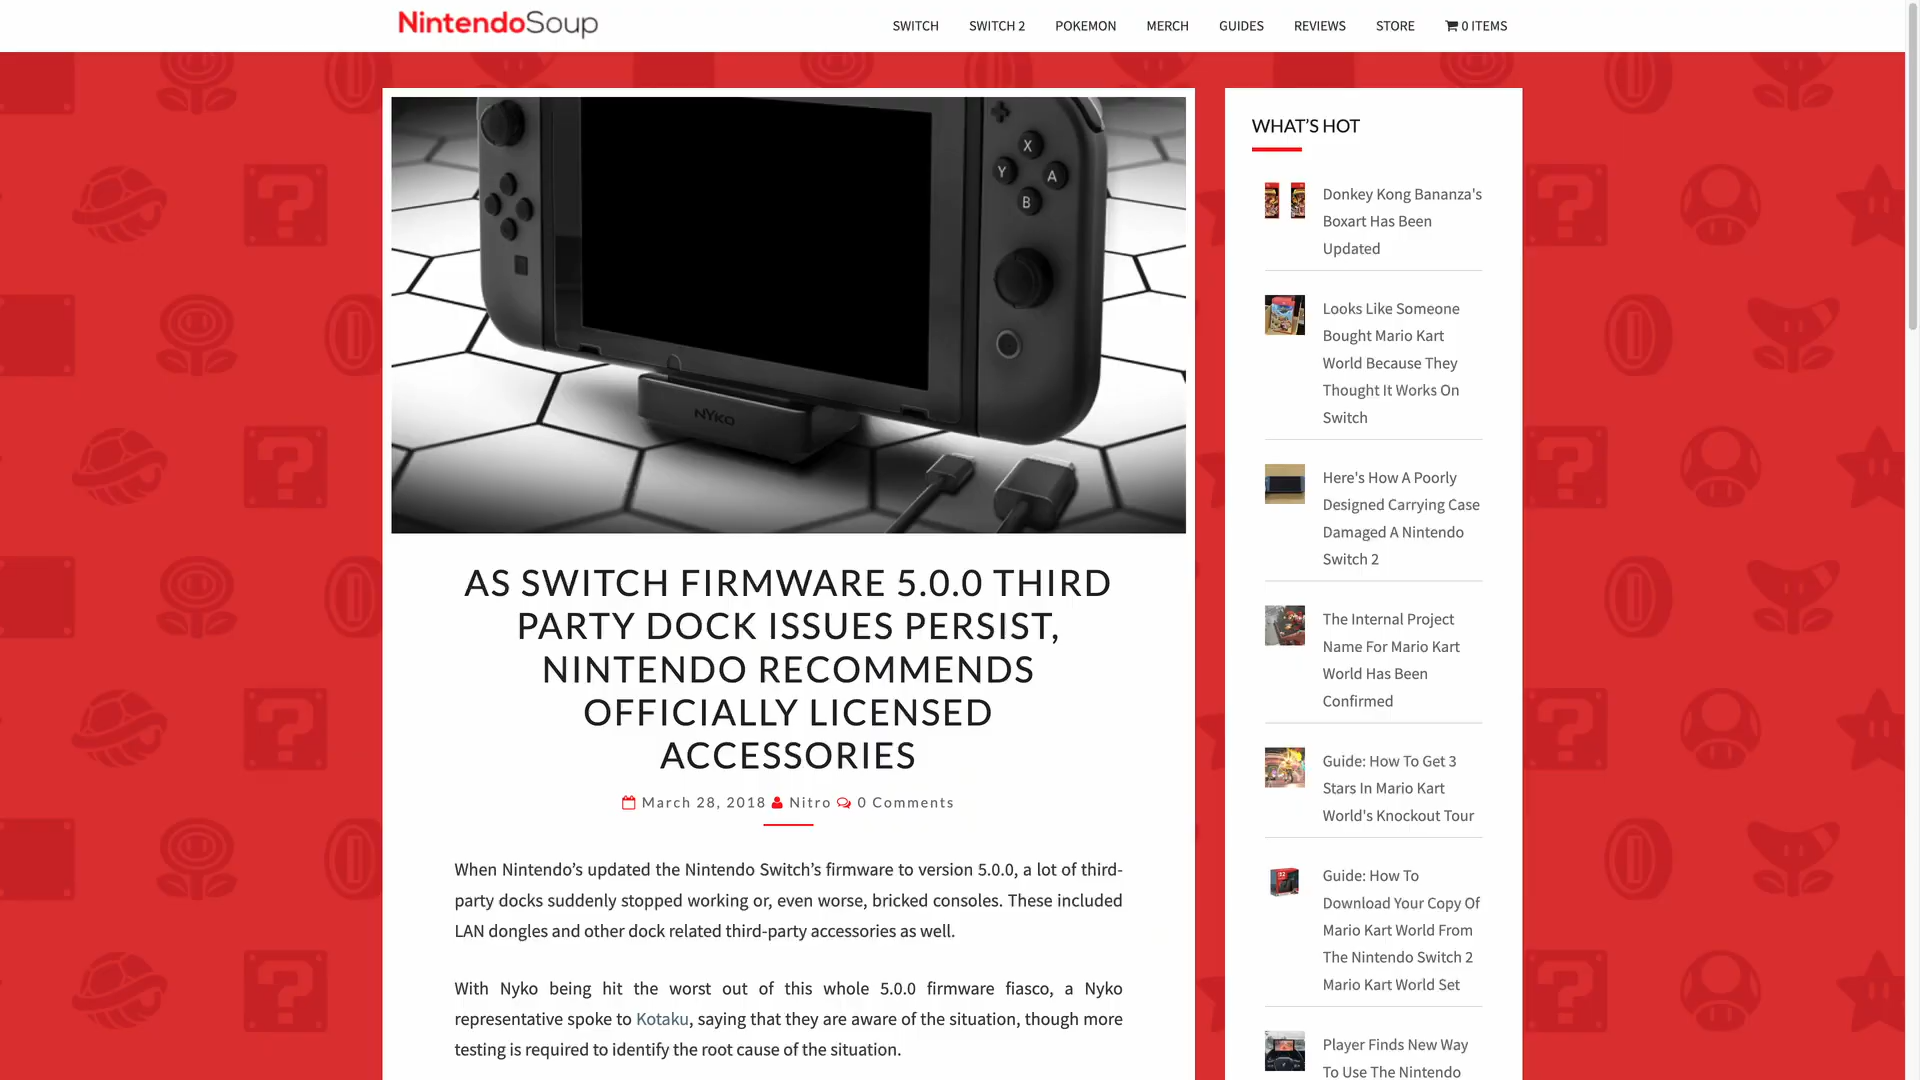 NintendoSoup
SWITCH
SWITCH 2
POKEMON
MERCH
GUIDES
REVIEWS
STORE
0 ITEMS
X
Y
A
B
NYKO
AS SWITCH FIRMWARE 5.0.0 THIRD
PARTY DOCK ISSUES PERSIST,
NINTENDO RECOMMENDS
OFFICIALLY LICENSED
ACCESSORIES
March 28, 2018 Nitro 0 Comments
When Nintendo’s updated the Nintendo Switch’s firmware to version 5.0.0, a lot of third-
party docks suddenly stopped working or, even worse, bricked consoles. These included
LAN dongles and other dock related third-party accessories as well.
With Nyko being hit the worst out of this whole 5.0.0 firmware fiasco, a Nyko
representative spoke to Kotaku, saying that they are aware of the situation, though more
testing is required to identify the root cause of the situation.
WHAT’S HOT
Donkey Kong Bananza's
Boxart Has Been
Updated
Looks Like Someone
Bought Mario Kart
World Because They
Thought It Works On
Switch
Here's How A Poorly
Designed Carrying Case
Damaged A Nintendo
Switch 2
The Internal Project
Name For Mario Kart
World Has Been
Confirmed
Guide: How To Get 3
Stars In Mario Kart
World's Knockout Tour
Guide: How To
Download Your Copy Of
Mario Kart World From
The Nintendo Switch 2
Mario Kart World Set
Player Finds New Way
To Use The Nintendo